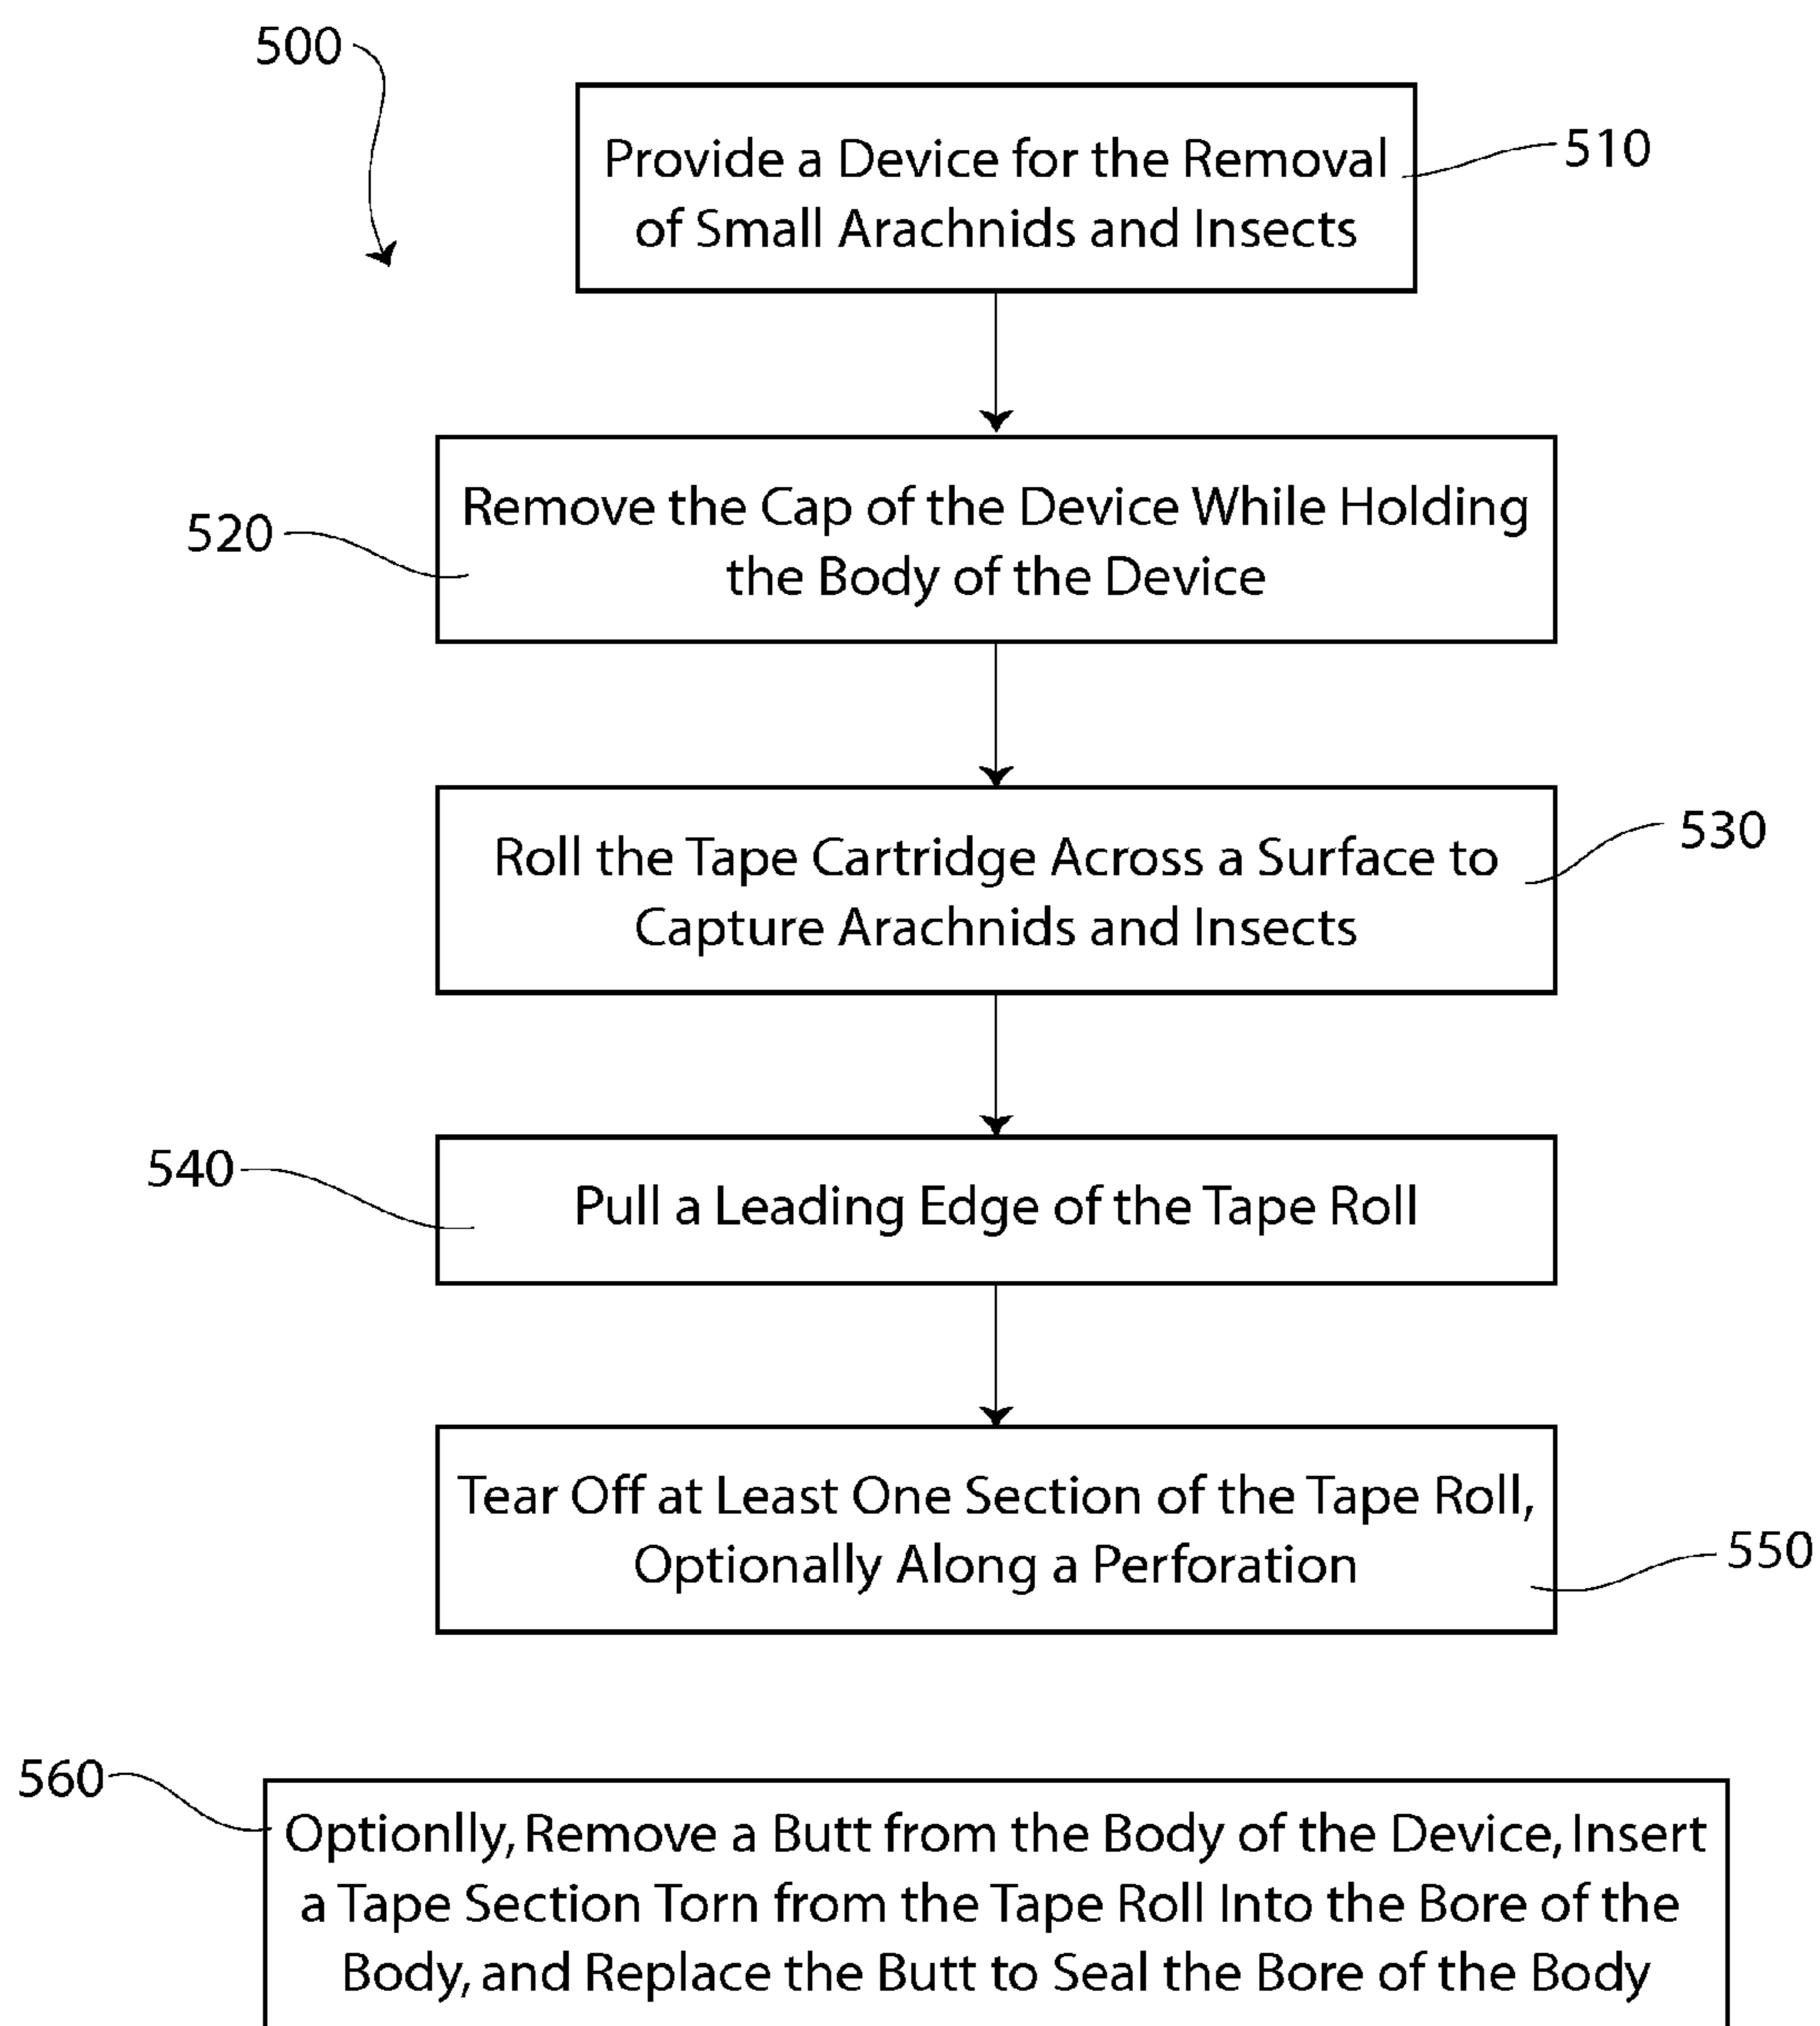 500
Provide a Device for the Removal
of Small Arachnids and Insects
510
Remove the Cap of the Device While Holding
the Body of the Device
520
Roll the Tape Cartridge Across a Surface to
Capture Arachnids and Insects
530
540
Pull a Leading Edge of the Tape Roll
Tear Off at Least One Section of the Tape Roll,
Optionally Along a Perforation
550
560
Optionlly, Remove a Butt from the Body of the Device, Insert
a Tape Section Torn from the Tape Roll Into the Bore of the
Body, and Replace the Butt to Seal the Bore of the Body